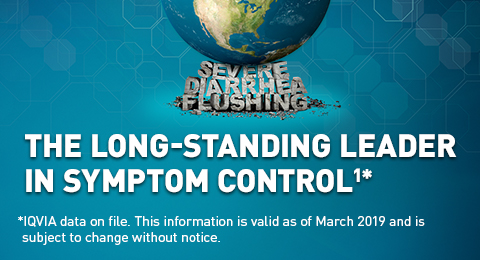 SEVERE
DIARRHEA
FLUSHING
THE LONG-STANDING LEADER
IN SYMPTOM CONTROL¹*
*IQVIA data on file. This information is valid as of March 2019 and is
subject to change without notice.